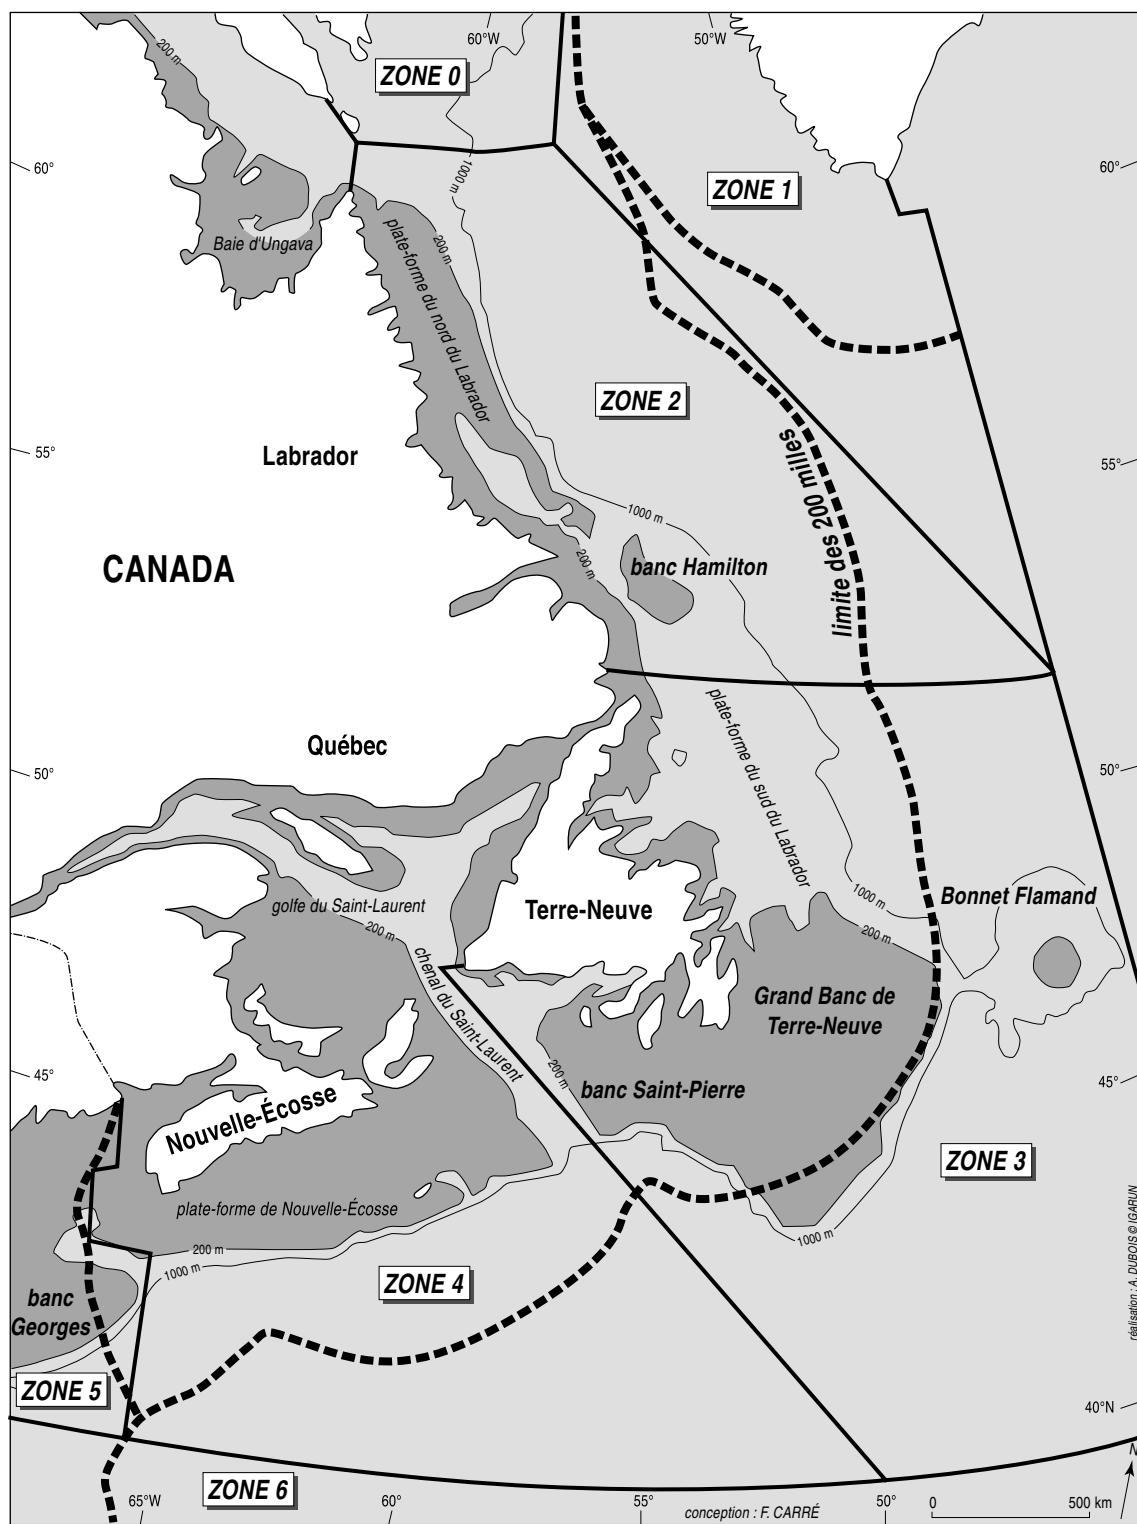 60°W
50°W
200 m
ZONE 0
1000 m
60°
60°
ZONE 1
Baie d'Ungava
plate-forme du nord du Labrador
200 m
ZONE 2
55°
Labrador
limite des 200 milles
55°
1000 m
CANADA
200 m
banc Hamilton
plate-forme du sud du Labrador
Québec
50°
50°
1000 m
Bonnet Flamand
golfe du Saint-Laurent
Terre-Neuve
200 m
200 m
chenal du Saint-Laurent
Grand Banc de
Terre-Neuve
45°
200 m
banc Saint-Pierre
45°
Nouvelle-Écosse
ZONE 3
plate-forme de Nouvelle-Écosse
200 m
1000 m
1000 m
ZONE 4
banc
Georges
réalisation : A. DUBOIS © IGARUN
ZONE 5
40°N
N
ZONE 6
65°W
60°
55°
50°
0
500 km
conception : F. CARRÉ